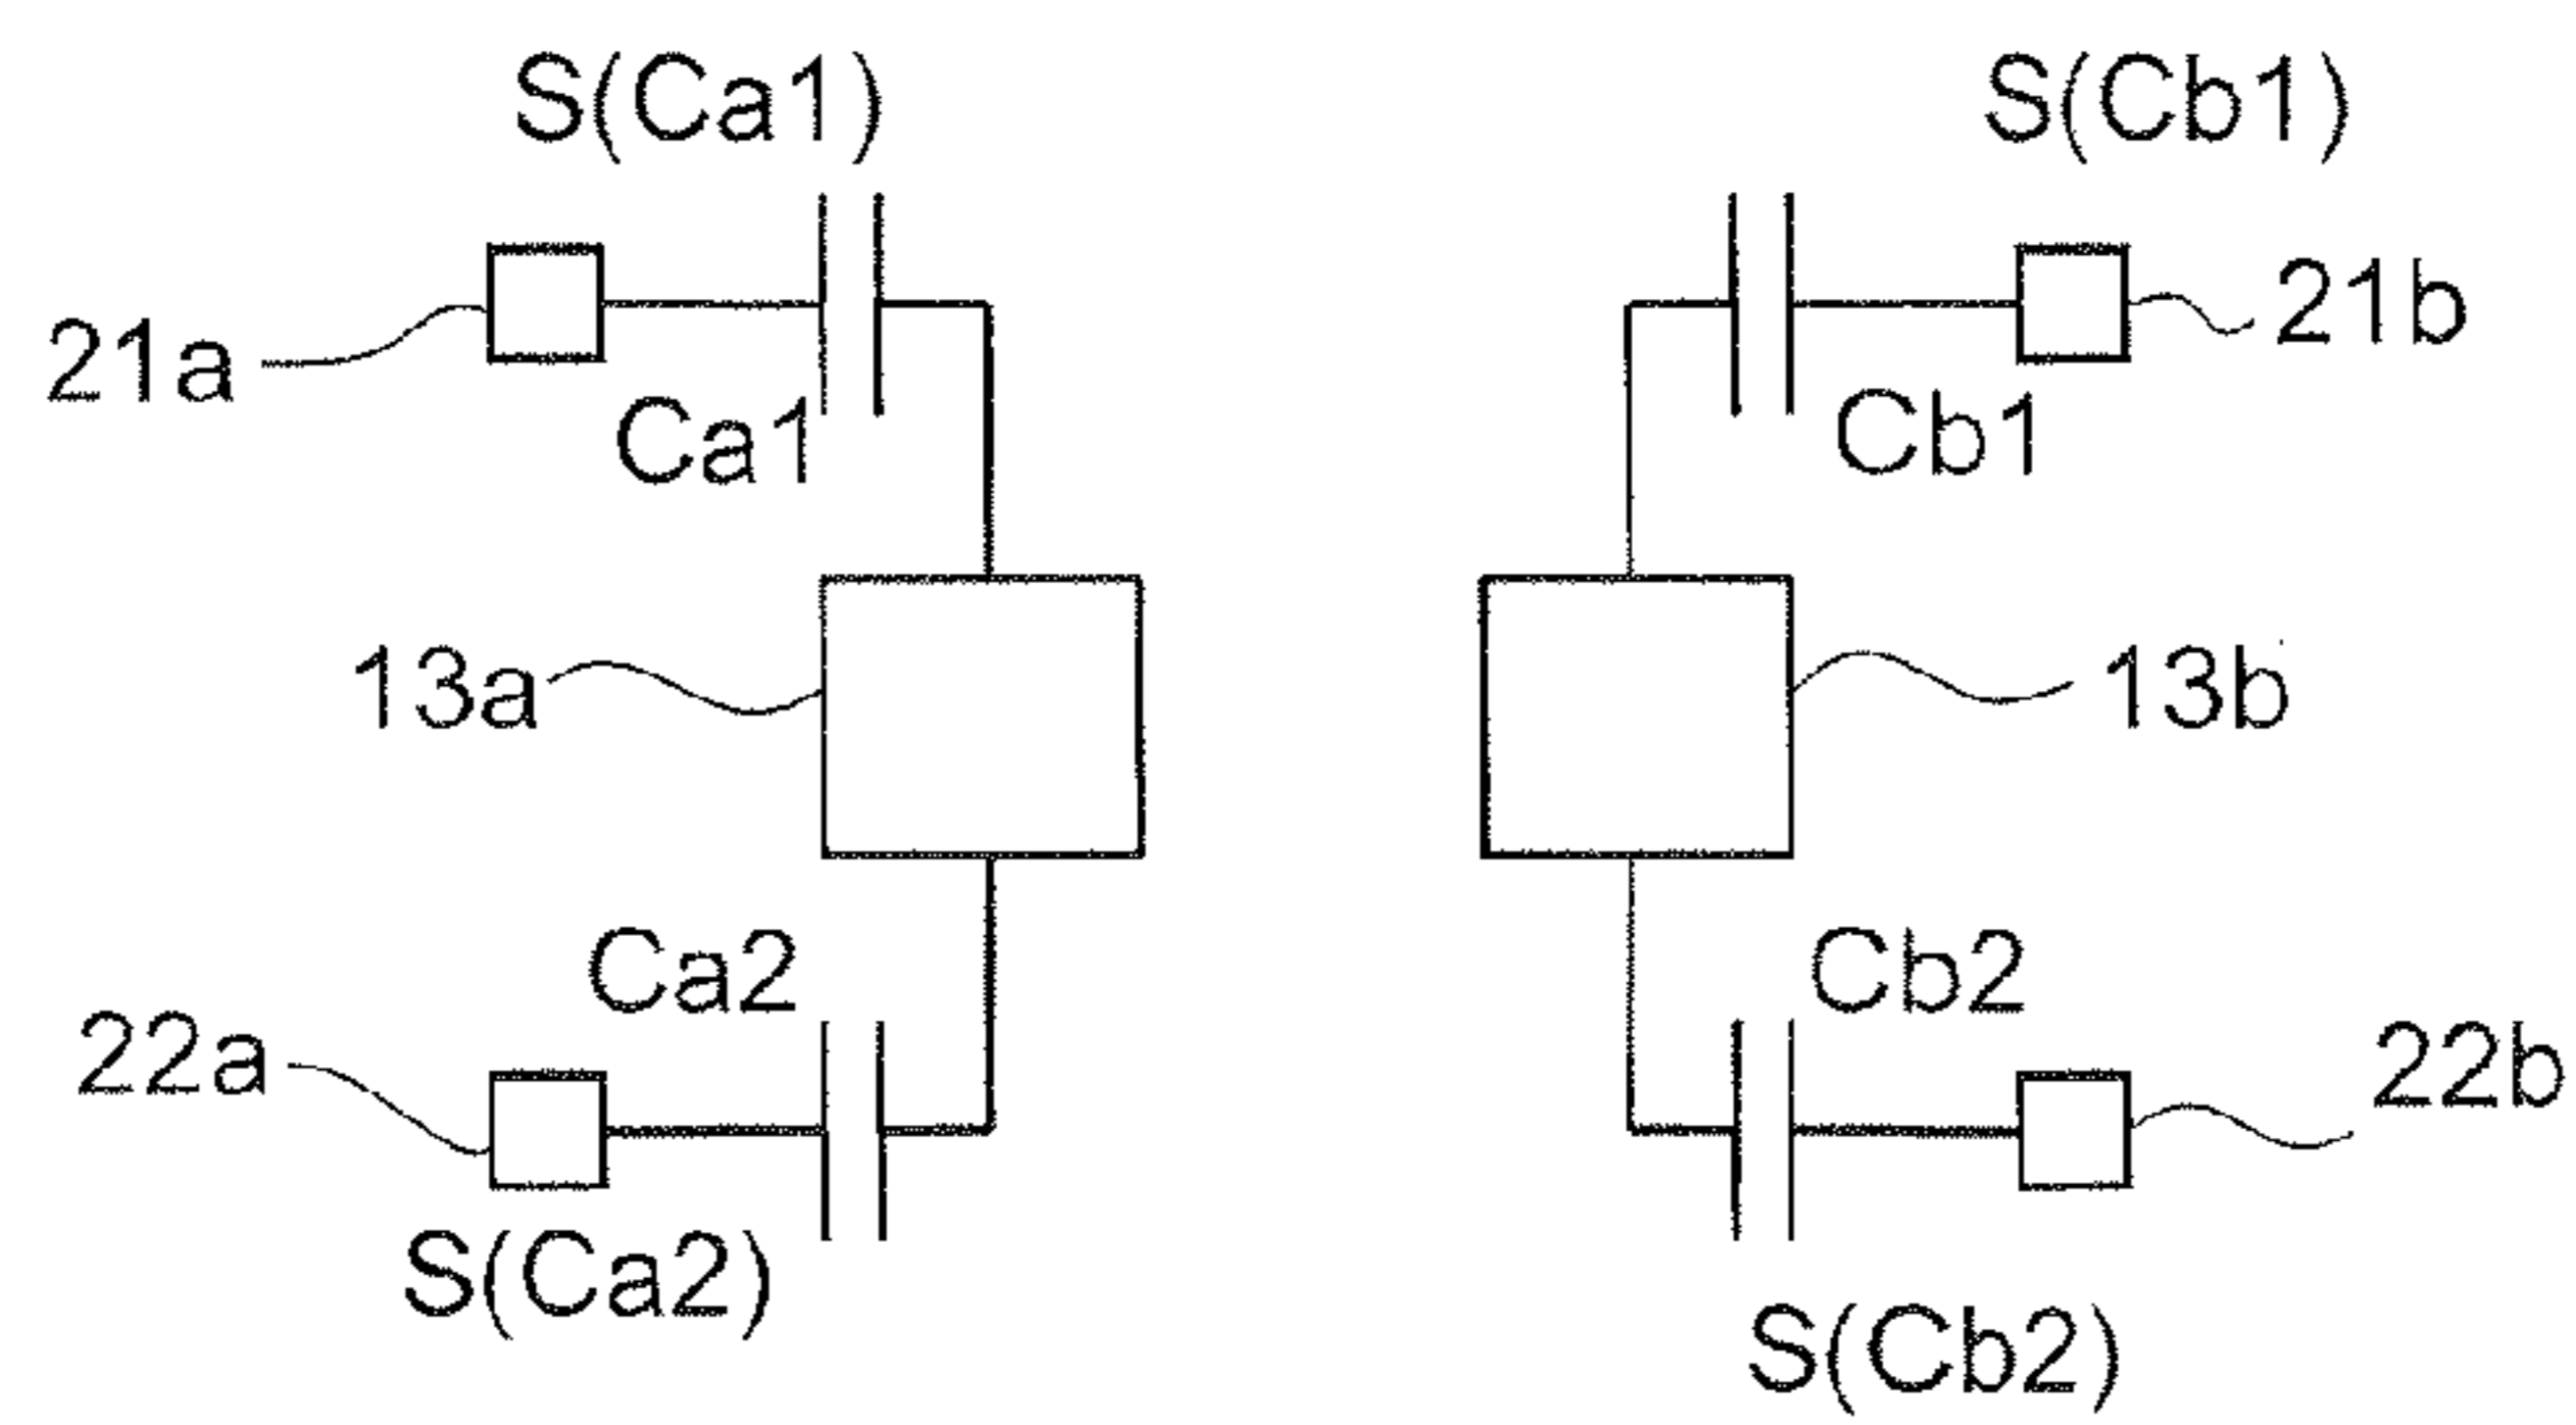 S(Ca1)
S(Cb1)
21a
21b
Ca1
Cb1
13a
13b
Ca2
Cb2
22a
22b
S(Ca2)
S(Cb2)